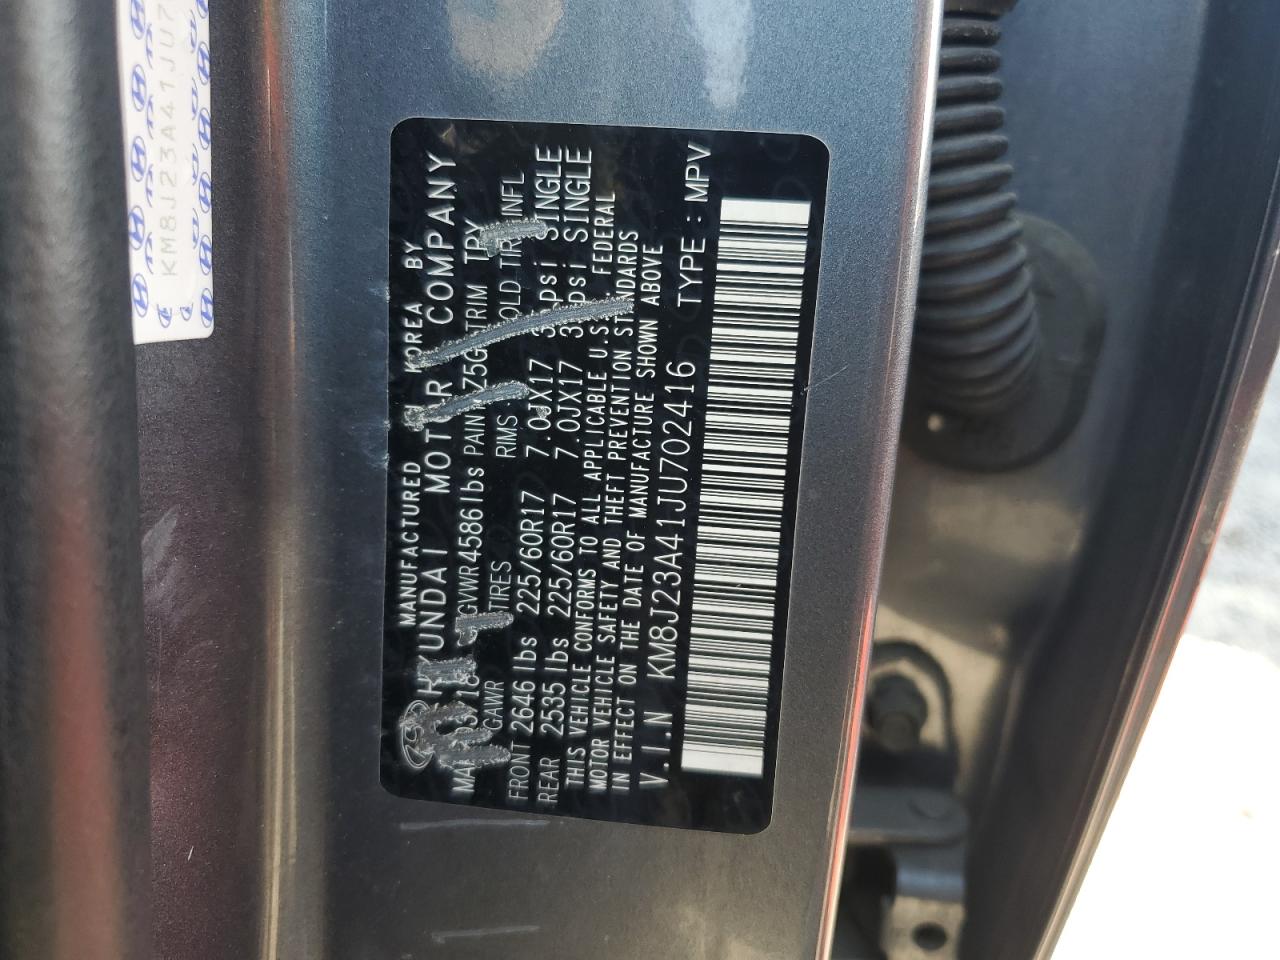 KM8J23A41JU7
MANUFACTURED BY
HYUNDAI MOTOR COMPANY KOREA
GVWR 4586lbs PAINT Z5G TRIM TRY
GAWR TIRES RIMS COLD TIRE INFL
FRONT 2646 lbs 225/60R17 7.0JX17 SINGLE
REAR 2535 lbs 225/60R17 7.0JX17 SINGLE
THIS VEHICLE CONFORMS TO ALL APPLICABLE U.S. FEDERAL
MOTOR VEHICLE SAFETY AND THEFT PREVENTION STANDARDS
IN EFFECT ON THE DATE OF MANUFACTURE SHOWN ABOVE
V.I.N KM8J23A41JU702416 TYPE : MPV